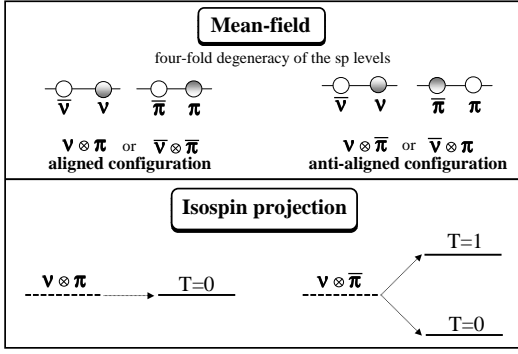 Mean-field
four-fold degeneracy of the sp levels
ν̅ ν π̅ π ν̅ ν π̅ π
ν ⊗ π or ν̅ ⊗ π̅ ν ⊗ π̅ or ν̅ ⊗ π
aligned configuration anti-aligned configuration
Isospin projection
T=1
ν ⊗ π T=0 ν ⊗ π̅
T=0